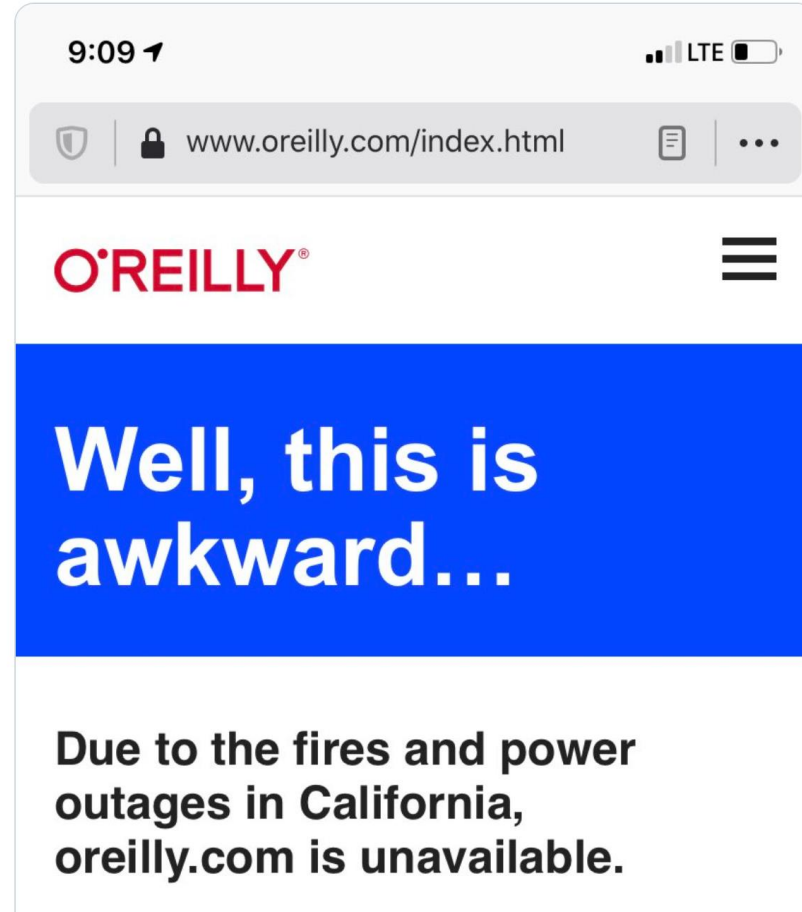 9:09 LTE
www.oreilly.com/index.html
O'REILLY®
Well, this is
awkward...
Due to the fires and power
outages in California,
oreilly.com is unavailable.